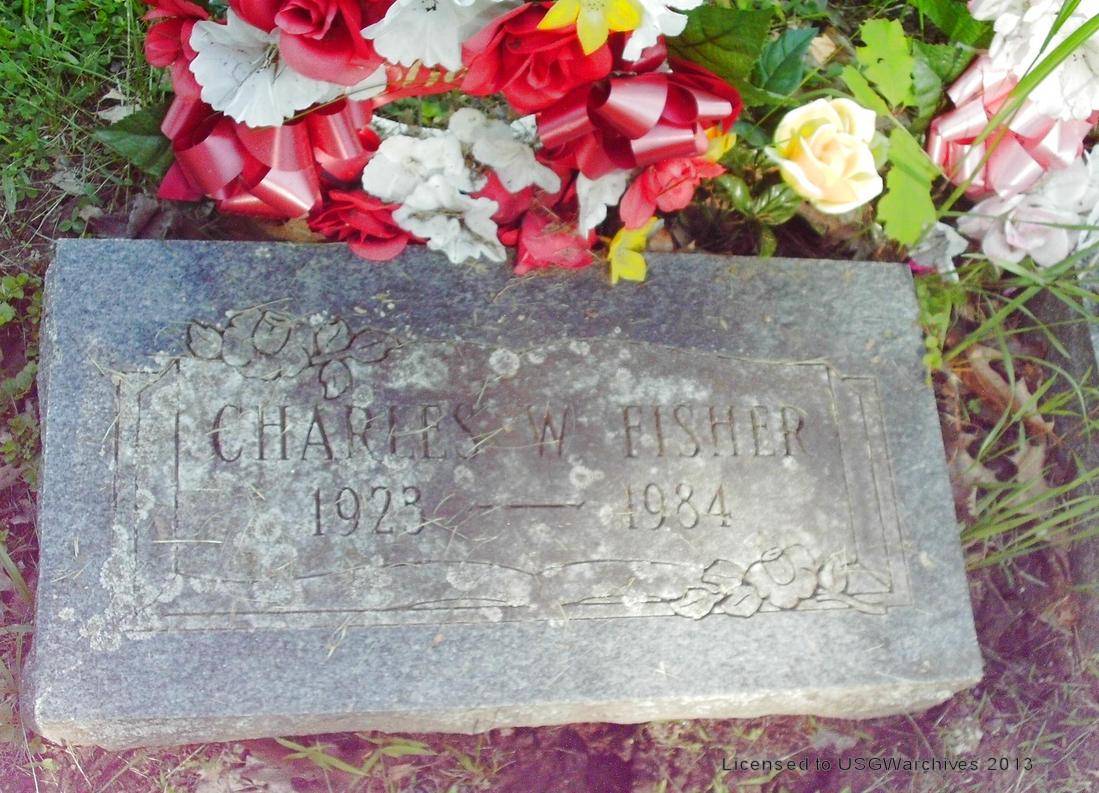 CHARLES W FISHER
1923 — 1984
Licensed to USGWarchives 2013